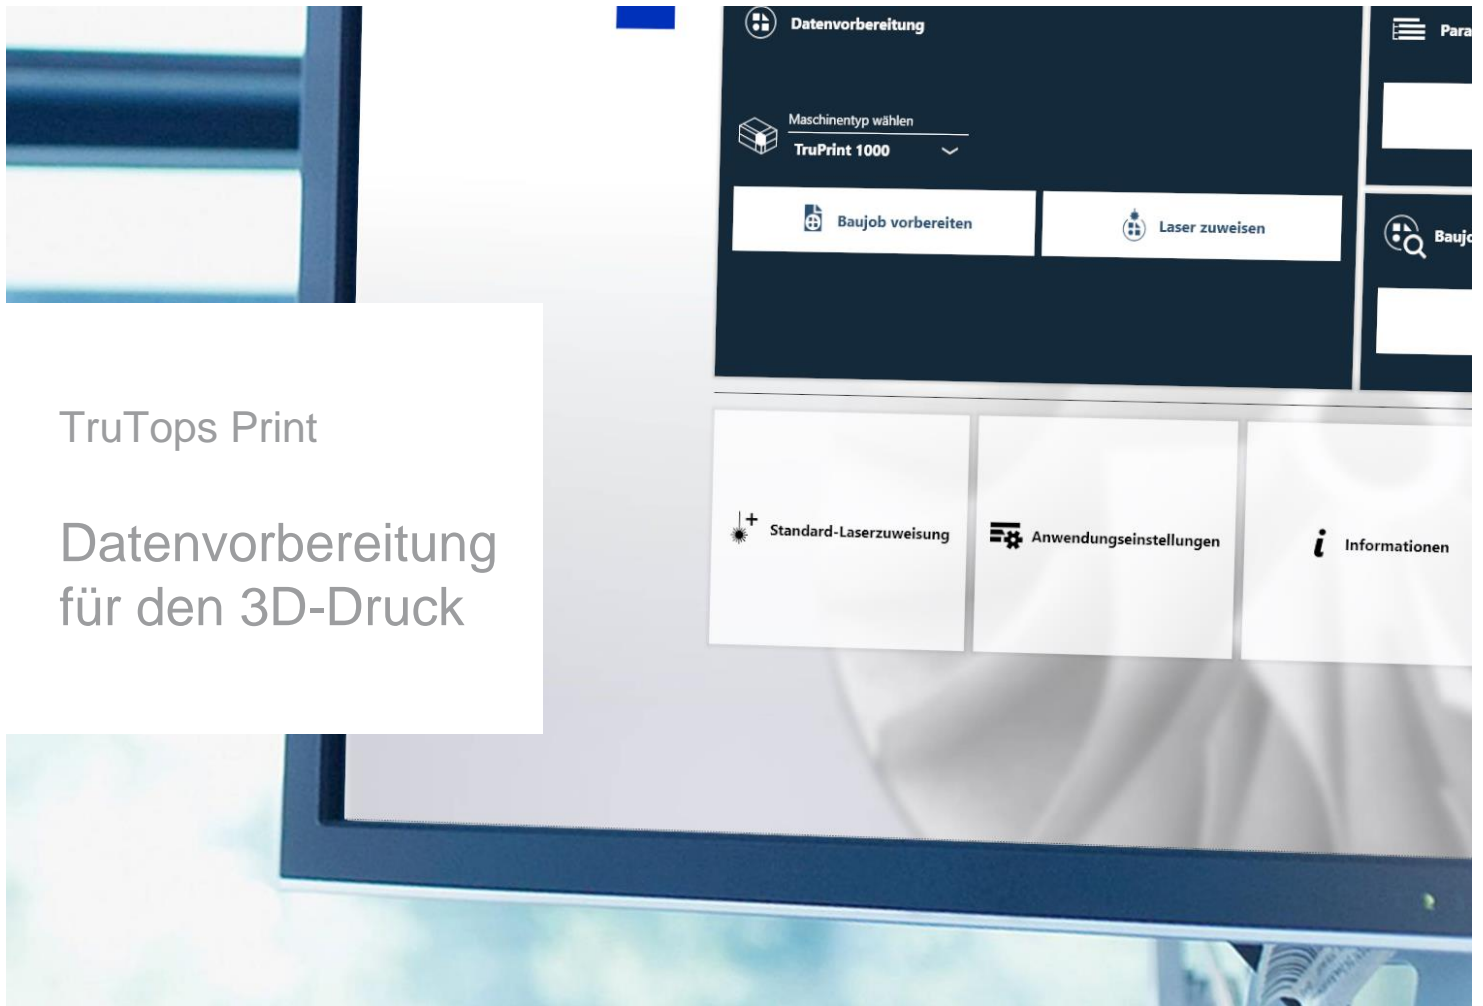 Datenvorbereitung
Maschinentyp wählen
TruPrint 1000
Baujob vorbereiten
Laser zuweisen
TruTops Print
Datenvorbereitung
für den 3D-Druck
Standard-Laserzuweisung
Anwendungseinstellungen
i Informationen